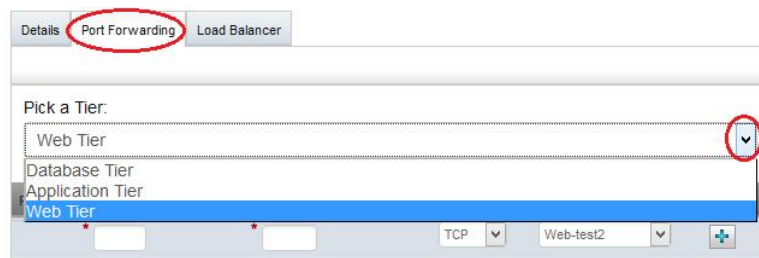 Details Port Forwarding Load Balancer
Pick a Tier:
Web Tier
Database Tier
Application Tier
Web Tier
* * TCP Web-test2